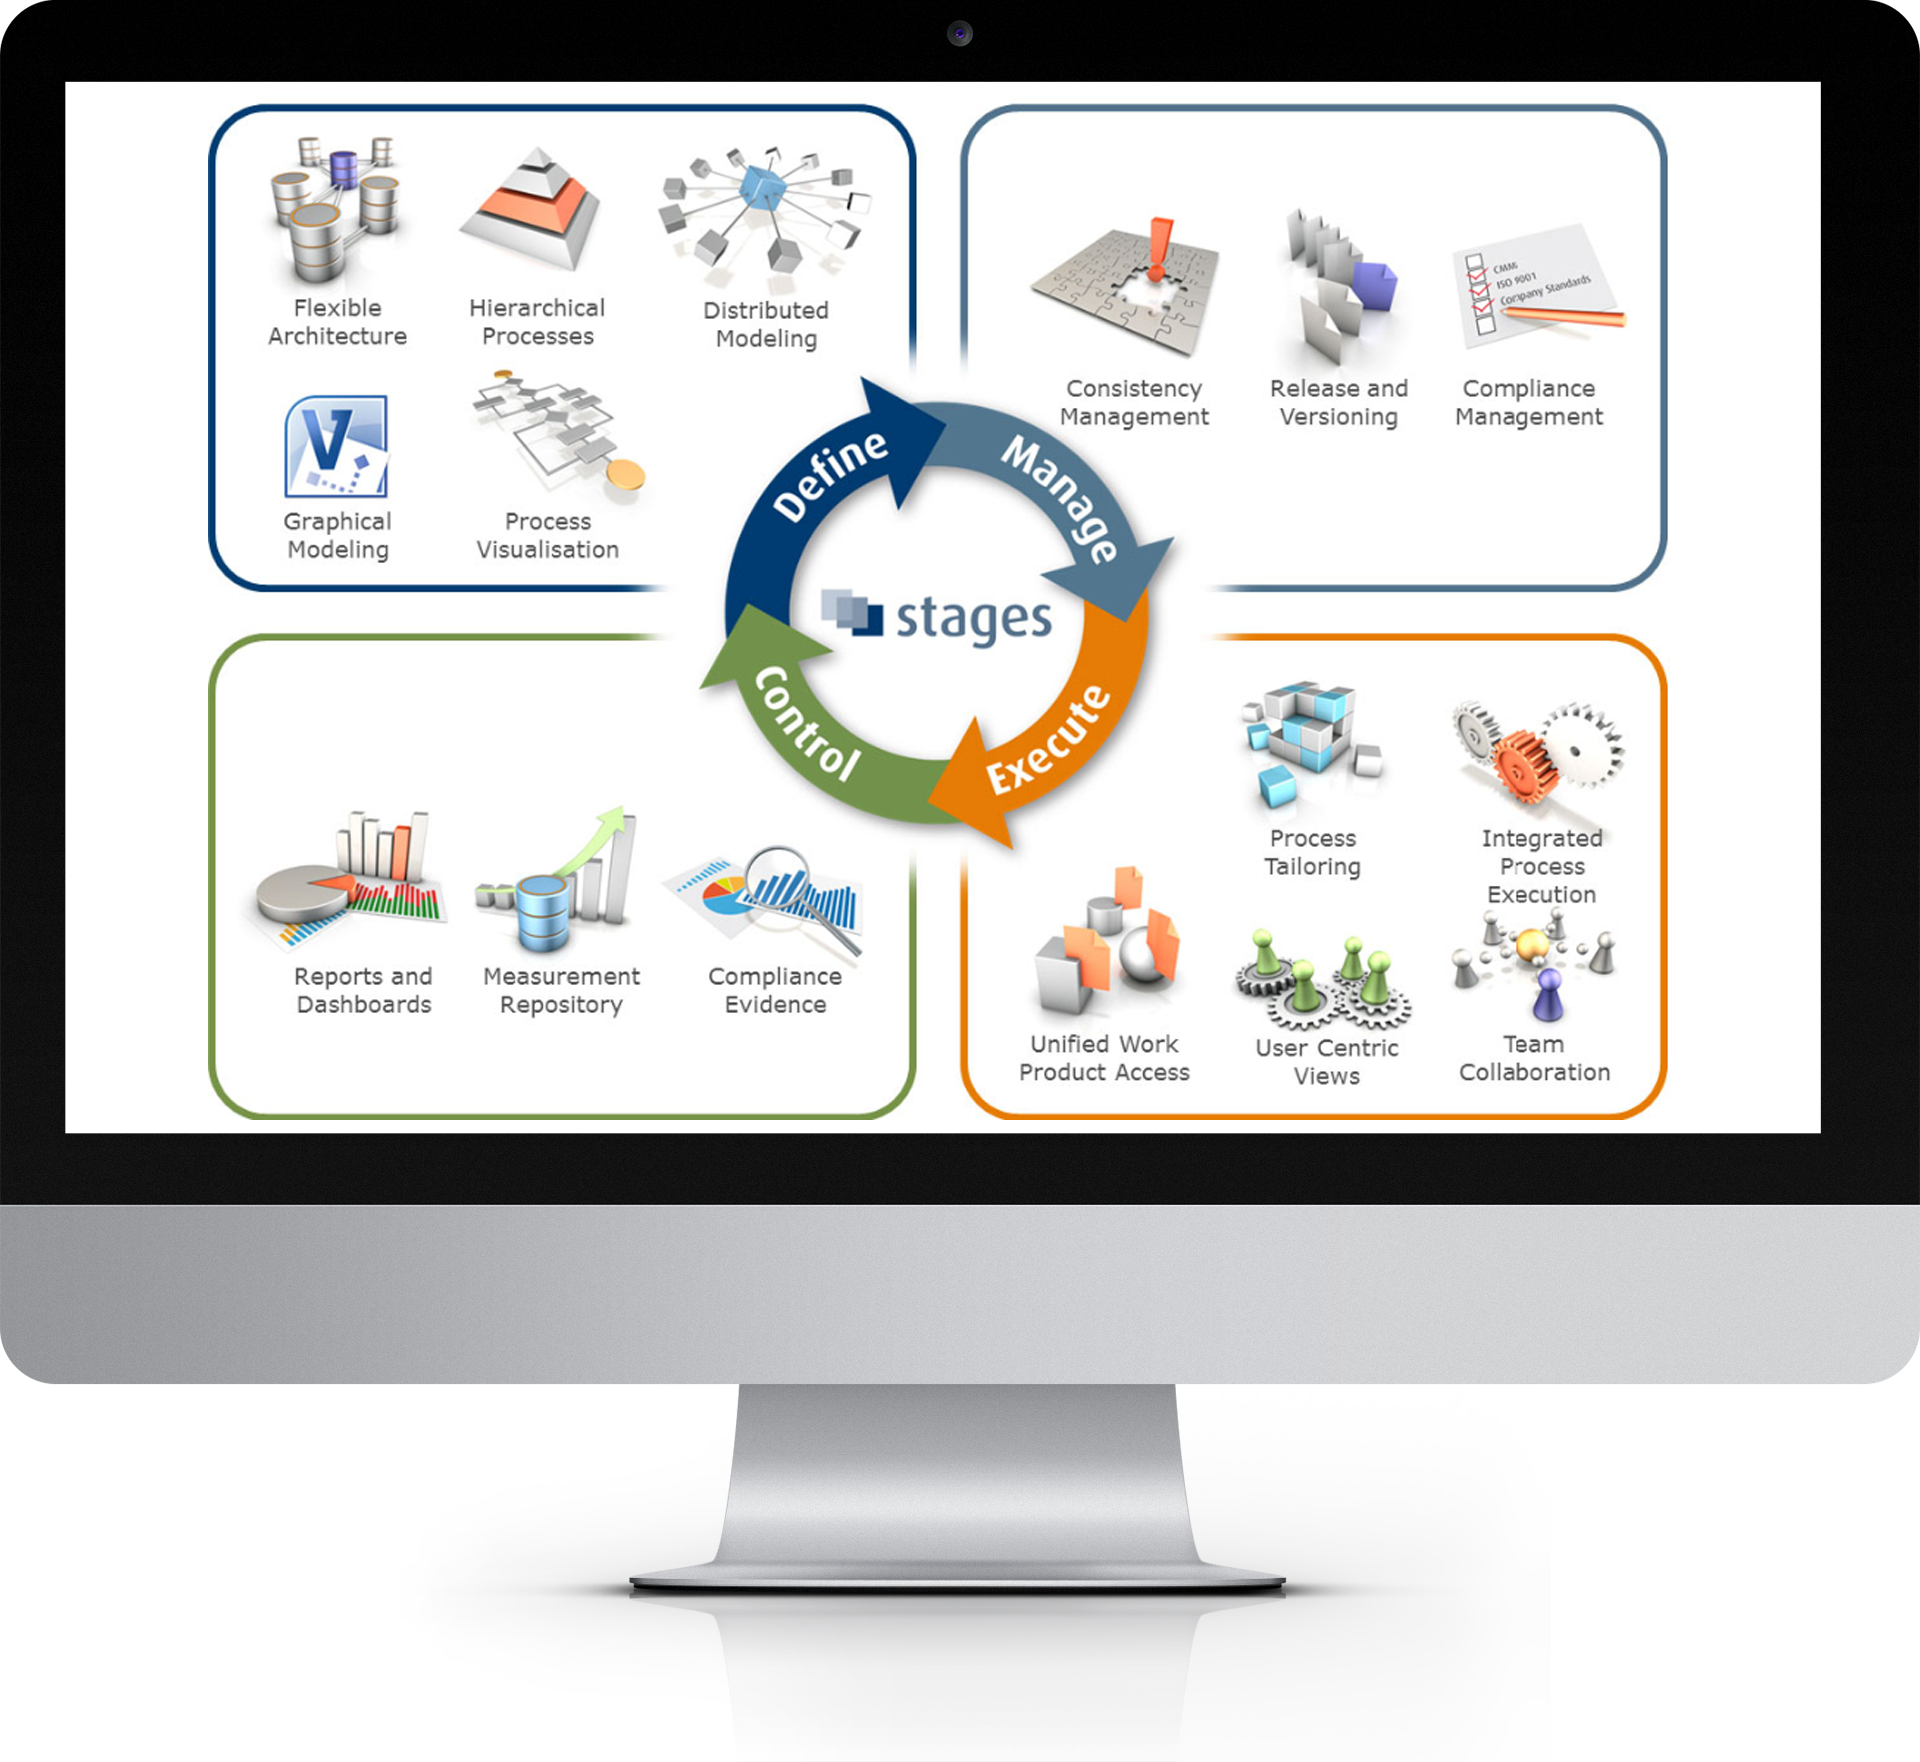 Flexible
Architecture
Hierarchical
Processes
Distributed
Modeling
V
Graphical
Modeling
Process
Visualisation
CMMI
ISO 9001
Company Standards
Consistency
Management
Release and
Versioning
Compliance
Management
Define
Manage
Execute
Control
stages
Reports and
Dashboards
Measurement
Repository
Compliance
Evidence
Process
Tailoring
Integrated
Process
Execution
Unified Work
Product Access
User Centric
Views
Team
Collaboration